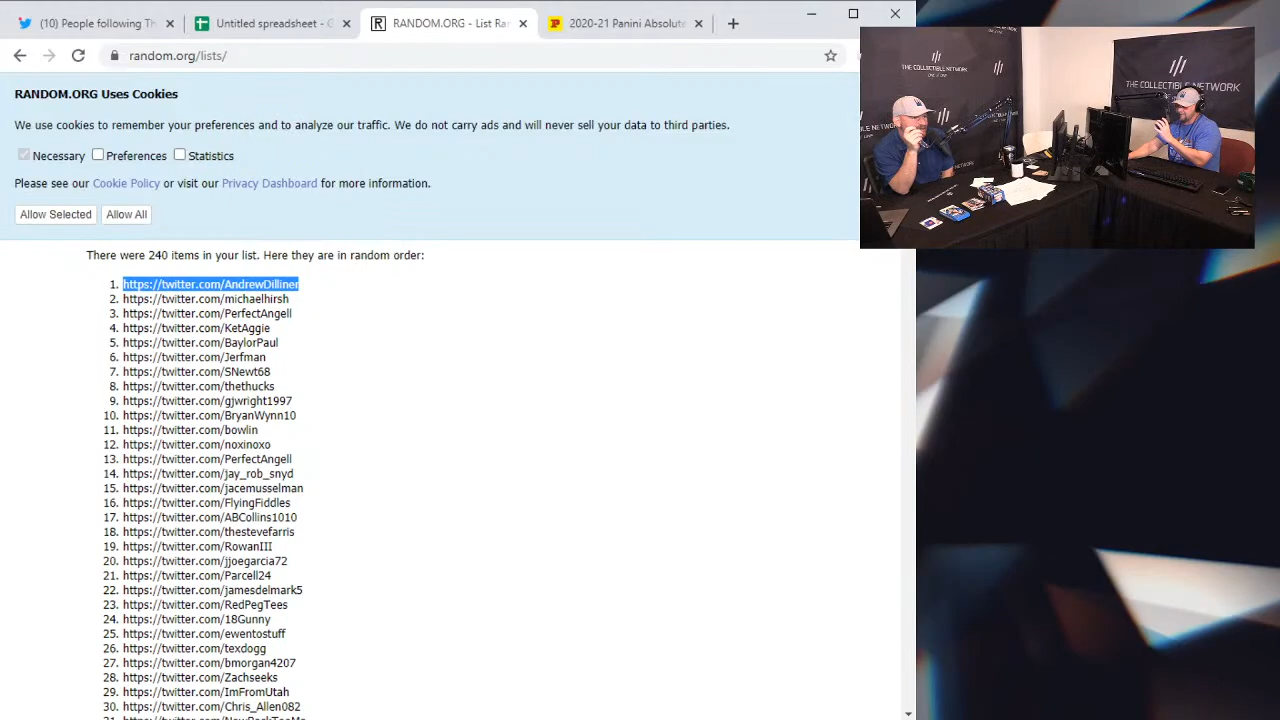 (10) People following Th
Untitled spreadsheet - G
RANDOM.ORG - List Ran
2020-21 Panini Absolute
random.org/lists/
RANDOM.ORG Uses Cookies
We use cookies to remember your preferences and to analyze our traffic. We do not carry ads and will never sell your data to third parties.
Necessary Preferences Statistics
Please see our Cookie Policy or visit our Privacy Dashboard for more information.
Allow Selected Allow All
There were 240 items in your list. Here they are in random order:
1. https://twitter.com/AndrewDilliner
2. https://twitter.com/michaelhirsh
3. https://twitter.com/PerfectAngell
4. https://twitter.com/KetAggie
5. https://twitter.com/BaylorPaul
6. https://twitter.com/Jerfman
7. https://twitter.com/SNewt68
8. https://twitter.com/thethucks
9. https://twitter.com/gjwright1997
10. https://twitter.com/BryanWynn10
11. https://twitter.com/bowlin
12. https://twitter.com/noxinoxo
13. https://twitter.com/PerfectAngell
14. https://twitter.com/jay_rob_snyd
15. https://twitter.com/jacemusselman
16. https://twitter.com/FlyingFiddles
17. https://twitter.com/ABCollins1010
18. https://twitter.com/thestevefarris
19. https://twitter.com/RowanIII
20. https://twitter.com/jjoegarcia72
21. https://twitter.com/Parcell24
22. https://twitter.com/jamesdelmark5
23. https://twitter.com/RedPegTees
24. https://twitter.com/18Gunny
25. https://twitter.com/ewentostuff
26. https://twitter.com/texdogg
27. https://twitter.com/bmorgan4207
28. https://twitter.com/Zachseeks
29. https://twitter.com/ImFromUtah
30. https://twitter.com/Chris_Allen082
THE COLLECTIBLE NETWORK
THE COLLECTIBLE NETWORK